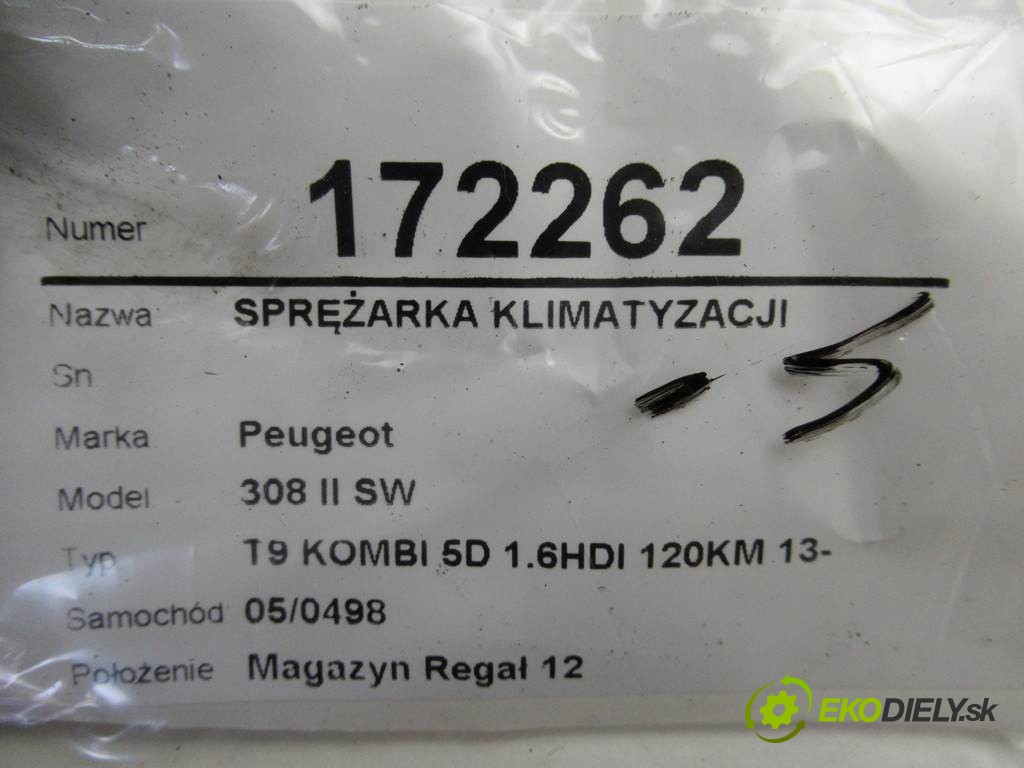 Numer 172262
Nazwa SPRĘŻARKA KLIMATYZACJI
Sn
-5
Marka Peugeot
Model 308 II SW
Typ T9 KOMBI 5D 1.6HDI 120KM 13-
Samochód 05/0498
Położenie Magazyn Regał 12
EKODIELY.sk